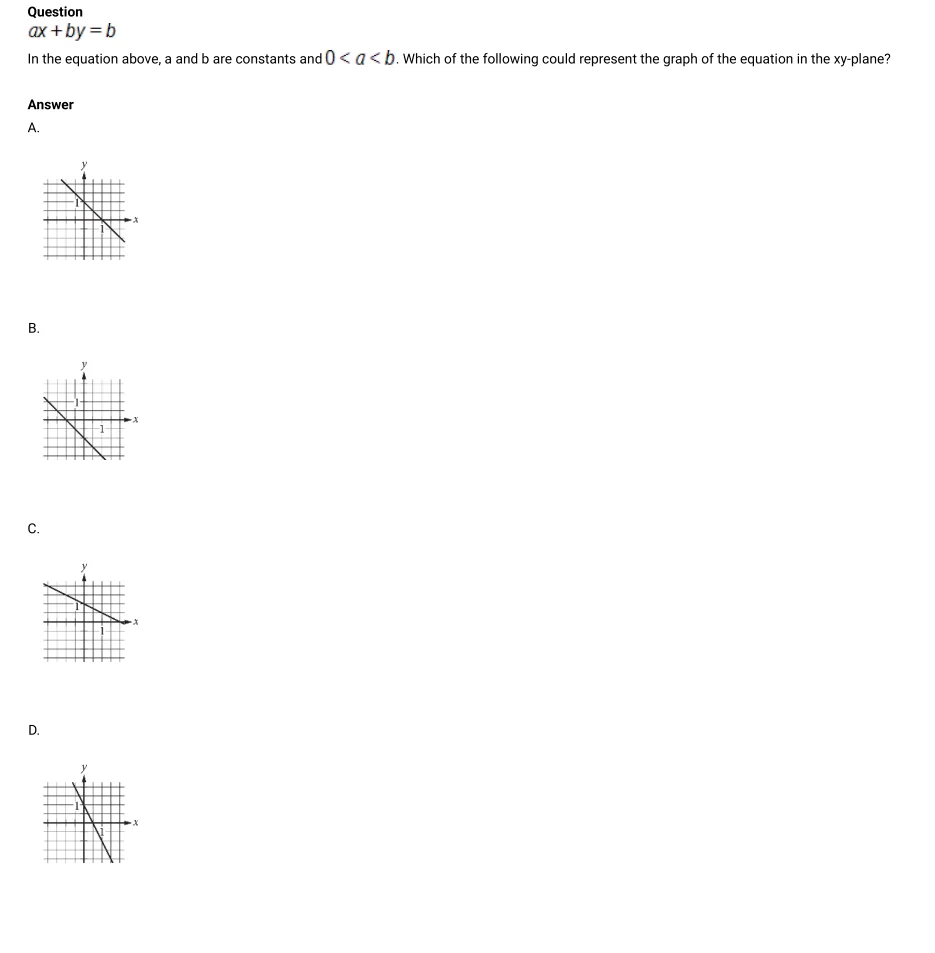 Question
ax + by = b
In the equation above, a and b are constants and 0 < a < b. Which of the following could represent the graph of the equation in the xy-plane?
Answer
A.
y
1
x
1
B.
y
1
x
1
C.
y
1
x
1
D.
y
1
x
1